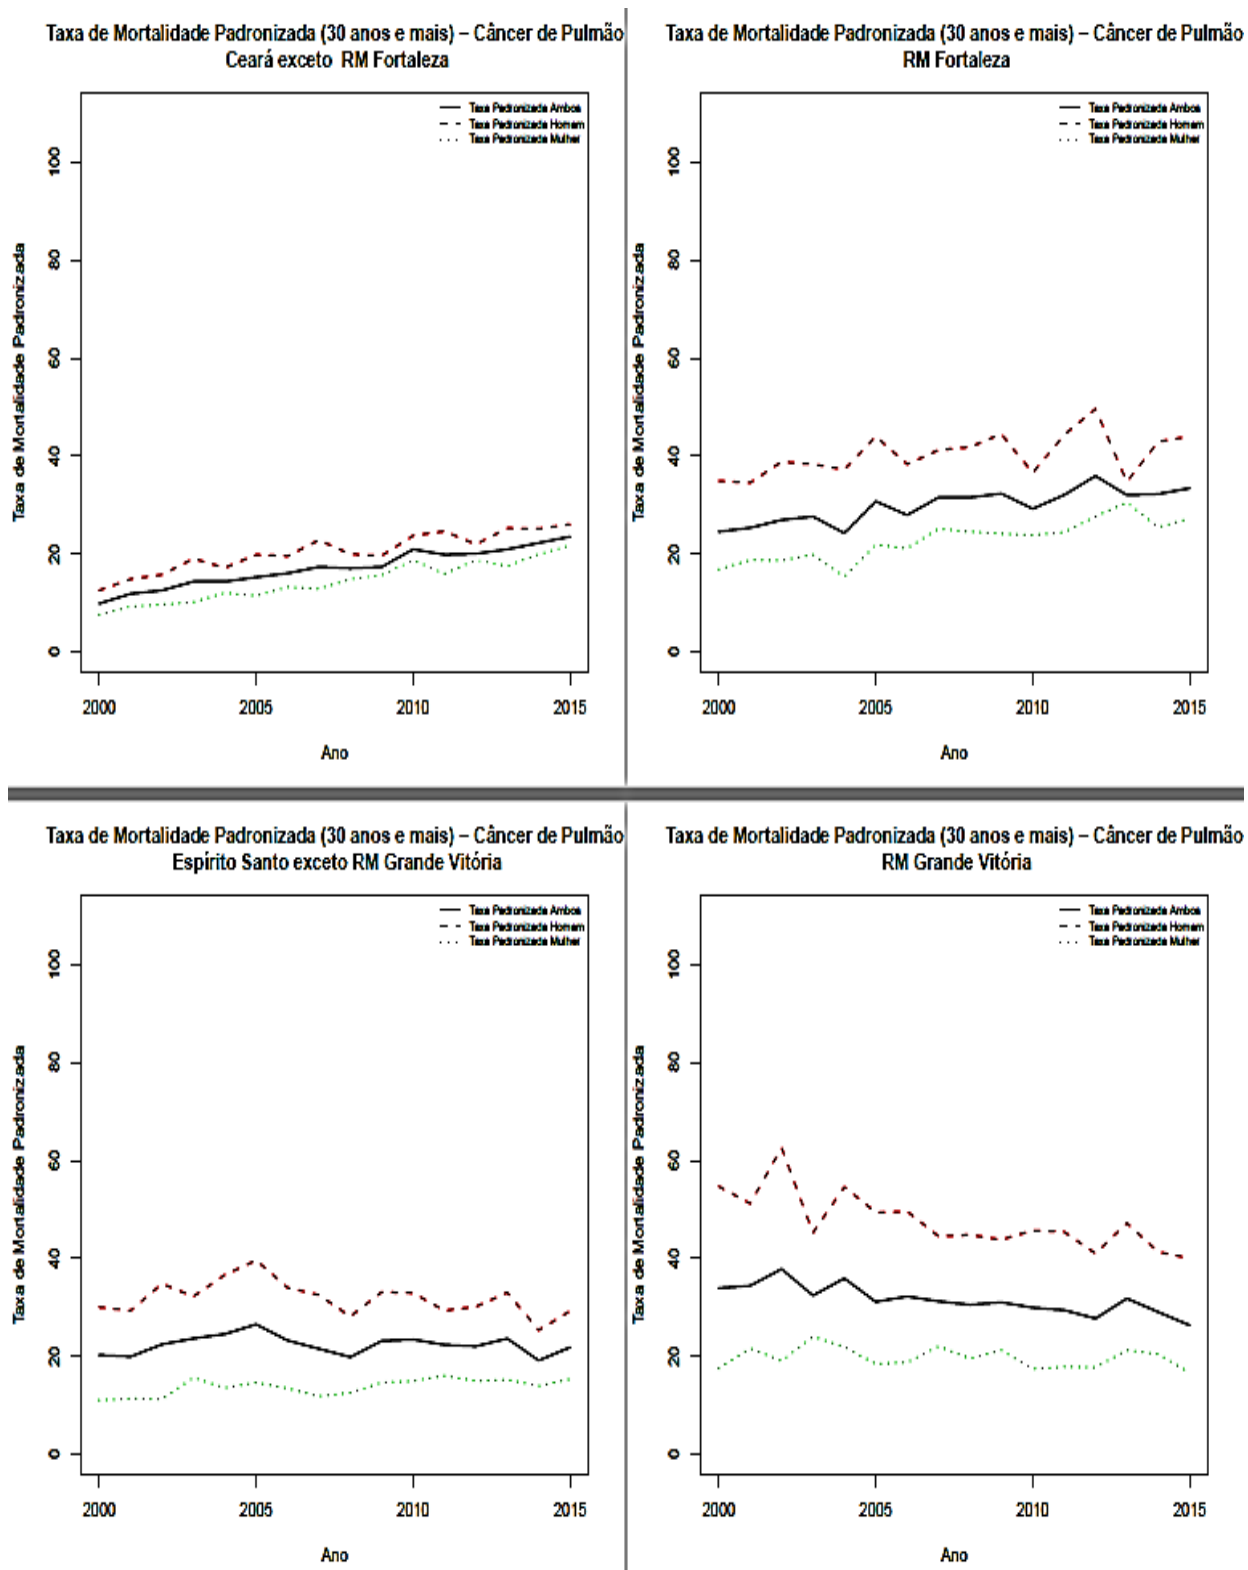 Taxa de Mortalidade Padronizada (30 anos e mais) – Câncer de Pulmão
Ceará exceto RM Fortaleza
Taxa Padronizada Ambos
Taxa Padronizada Homem
Taxa Padronizada Mulher
Taxa de Mortalidade Padronizada
100
80
60
40
20
0
2000 2005 2010 2015
Ano
Taxa de Mortalidade Padronizada (30 anos e mais) – Câncer de Pulmão
RM Fortaleza
Taxa Padronizada Ambos
Taxa Padronizada Homem
Taxa Padronizada Mulher
Taxa de Mortalidade Padronizada
100
80
60
40
20
0
2000 2005 2010 2015
Ano
Taxa de Mortalidade Padronizada (30 anos e mais) – Câncer de Pulmão
Espírito Santo exceto RM Grande Vitória
Taxa Padronizada Ambos
Taxa Padronizada Homem
Taxa Padronizada Mulher
Taxa de Mortalidade Padronizada
100
80
60
40
20
0
2000 2005 2010 2015
Ano
Taxa de Mortalidade Padronizada (30 anos e mais) – Câncer de Pulmão
RM Grande Vitória
Taxa Padronizada Ambos
Taxa Padronizada Homem
Taxa Padronizada Mulher
Taxa de Mortalidade Padronizada
100
80
60
40
20
0
2000 2005 2010 2015
Ano